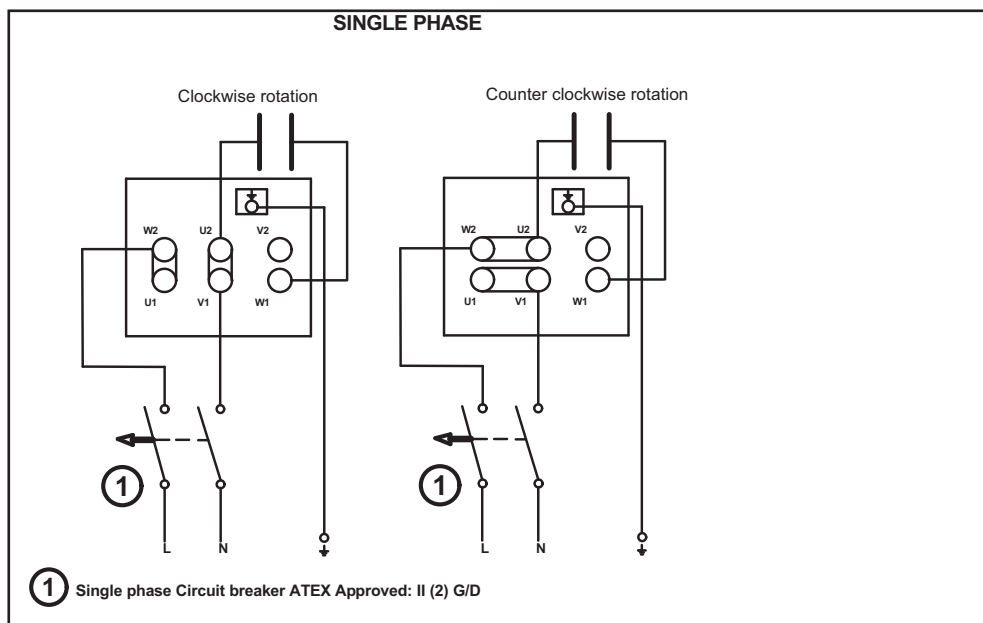 SINGLE PHASE
Clockwise rotation
Counter clockwise rotation
W2 U2 V2
U1 V1 W1
W2 U2 V2
U1 V1 W1
1
1
L N
L N
1 Single phase Circuit breaker ATEX Approved: II (2) G/D